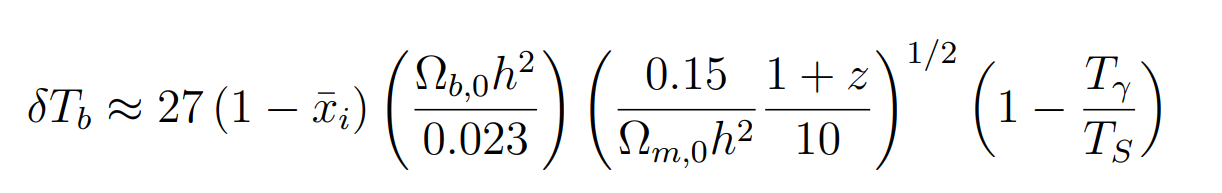 δT_b ≈ 27 (1 − x̄_i) (Ω_{b,0}h²/0.023) (0.15/Ω_{m,0}h² 1 + z/10)^{1/2} (1 − T_γ/T_S)